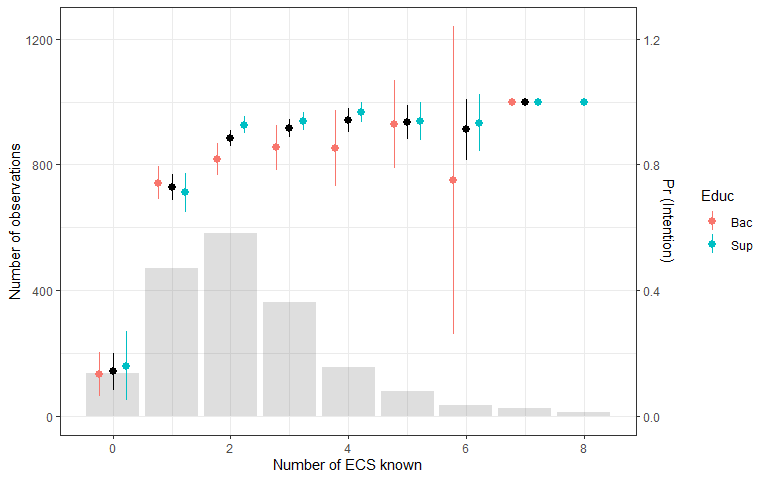 1200
800
400
0
Number of observations
0
2
4
6
8
Number of ECS known
1.2
0.8
0.4
0.0
Pr (Intention)
Educ
Bac
Sup